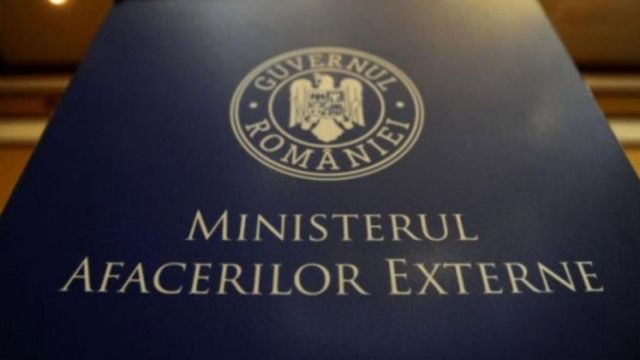 GUVERNUL
ROMÂNIEI
MINISTERUL
AFACERILOR EXTERNE